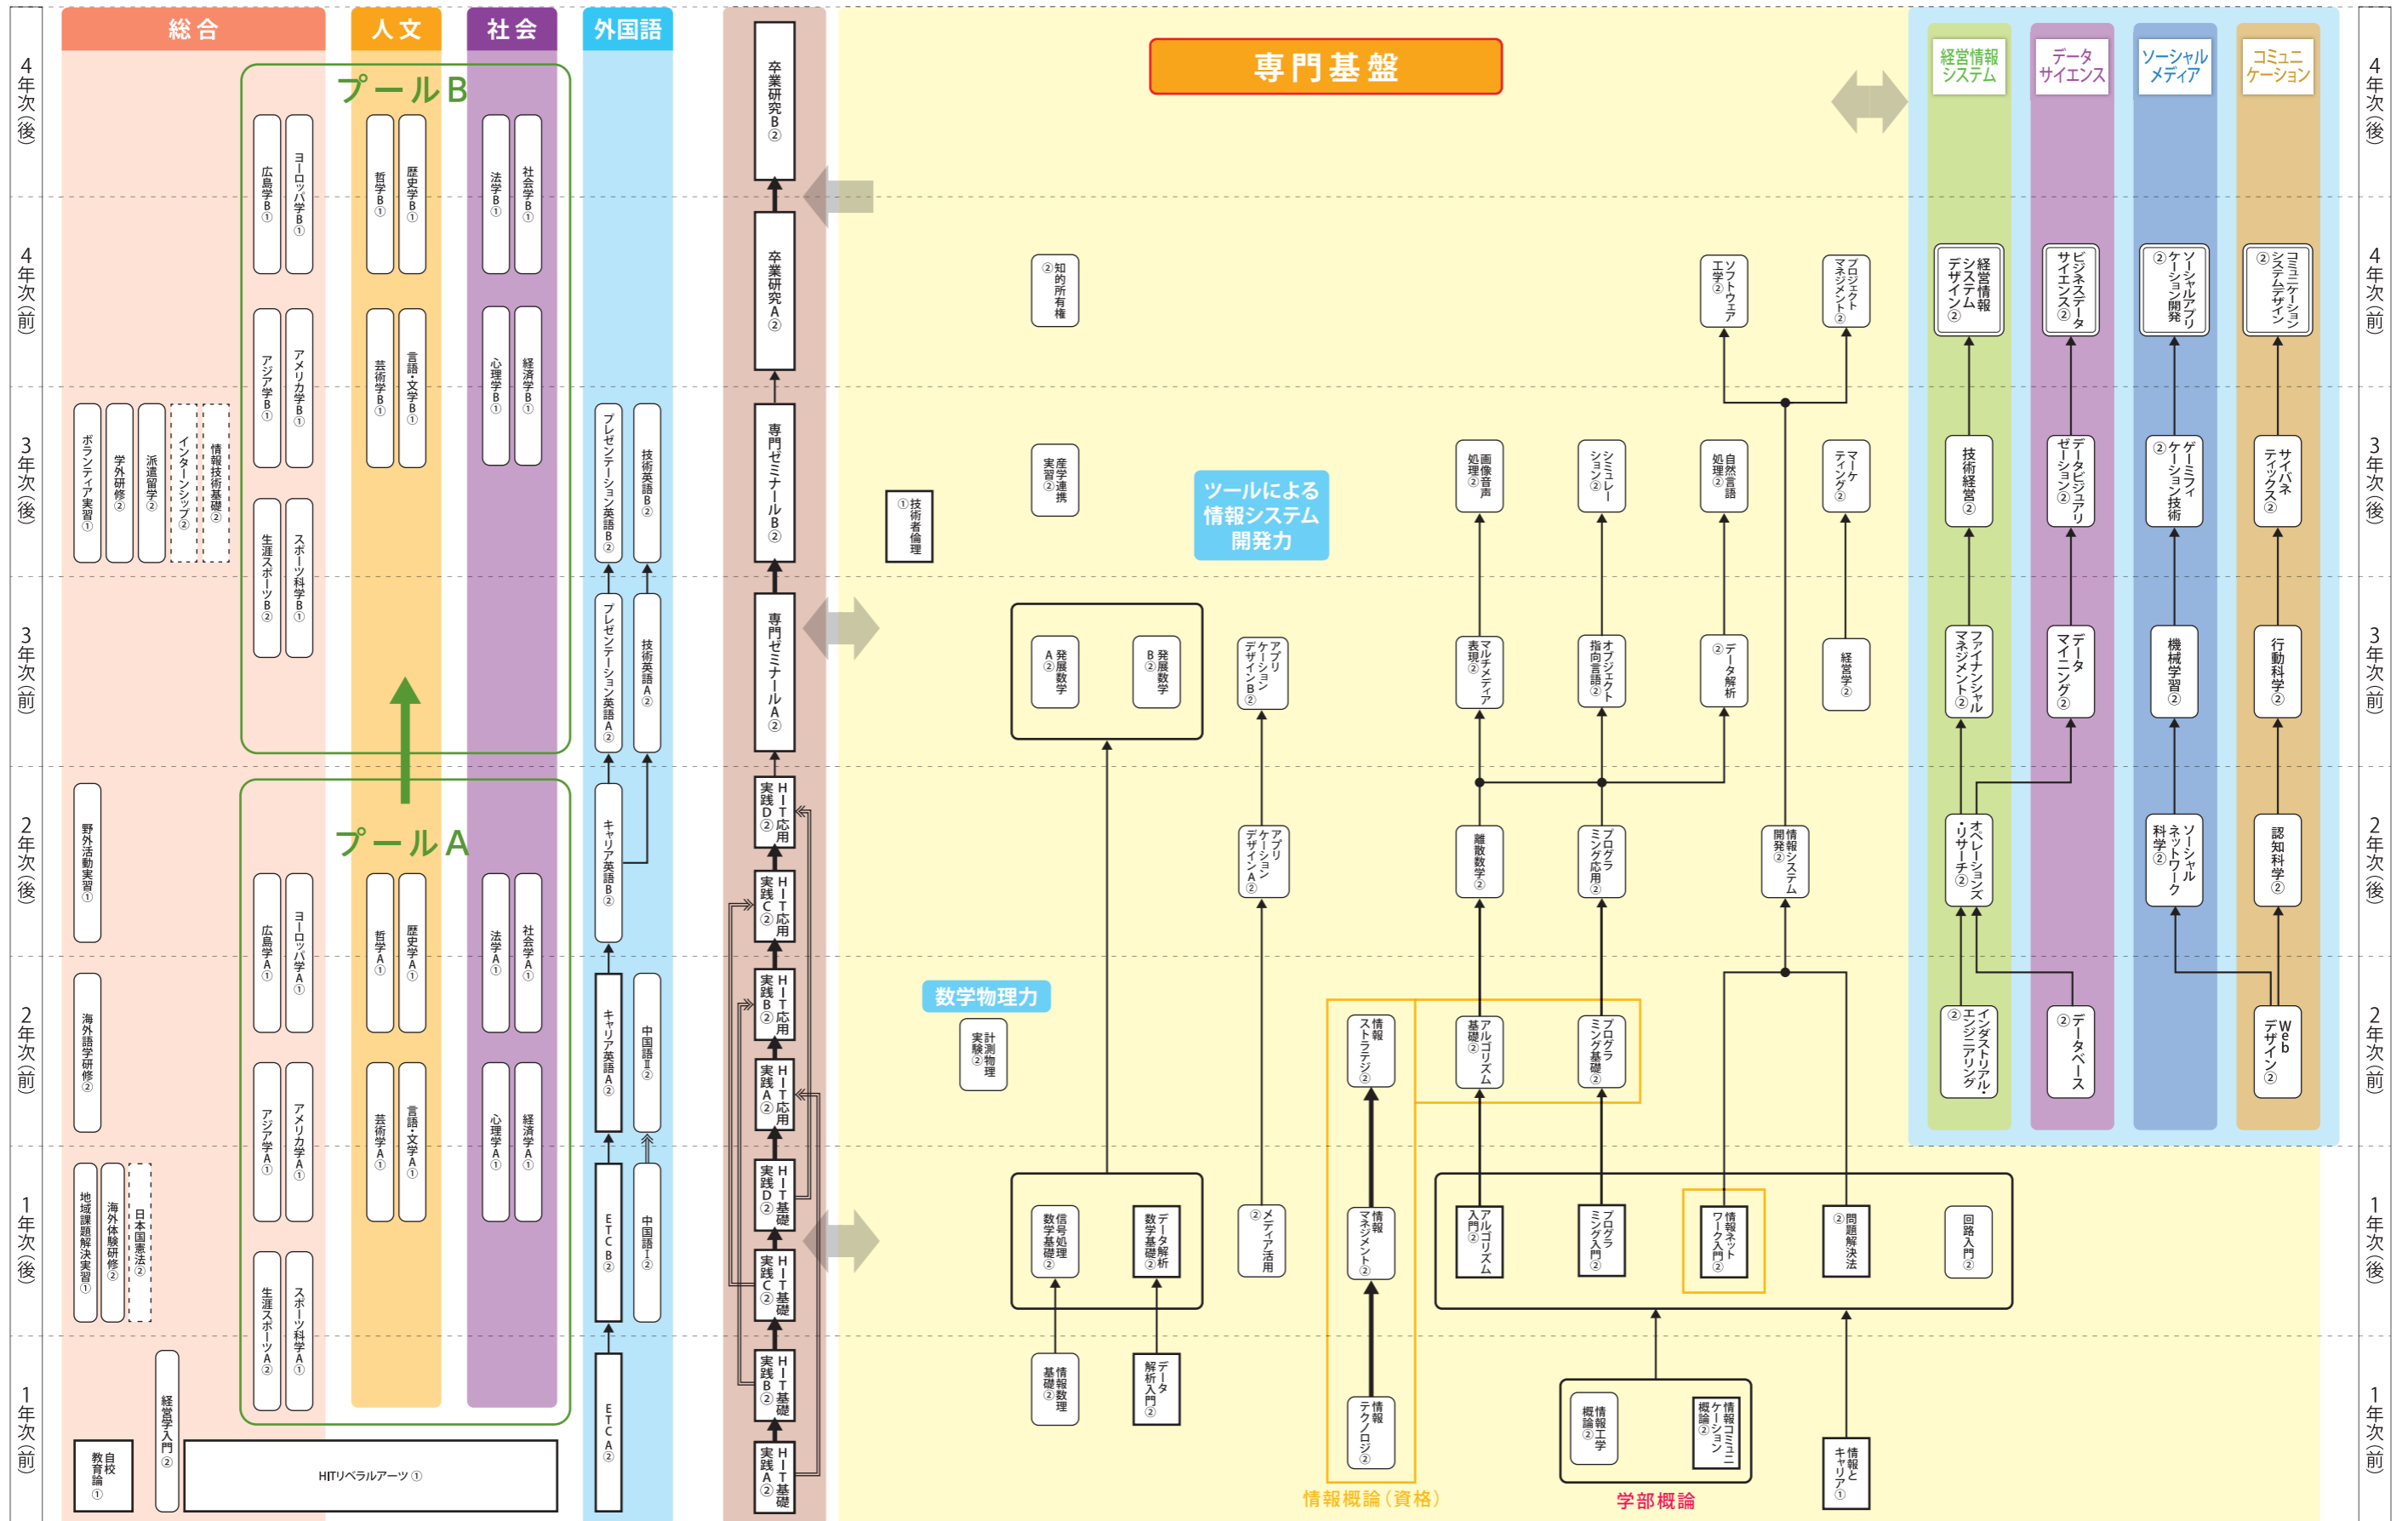 総合
人文
社会
外国語
専門基盤
経営情報
システム
データ
サイエンス
ソーシャル
メディア
コミュニ
ケーション
4年次(後)
プールB
広島学B①
ヨーロッパ学B①
哲学B①
歴史学B①
法学B①
社会学B①
卒業研究B②
4年次(後)
4年次(前)
アジア学B①
アメリカ学B①
芸術学B①
言語・文学B①
心理学B①
経済学B①
卒業研究A②
知的所有権
②
ソフトウェア
工学②
プロジェクト
マネジメント②
経営情報
システム
デザイン②
ビジネスデータ
サイエンス②
ソーシャルアプリ
ケーション開発
②
コミュニケーション
システムデザイン
②
4年次(前)
3年次(後)
ボランティア実習①
学外研修②
派遣留学②
インターンシップ②
情報技術基礎②
生涯スポーツB②
スポーツ科学B①
プレゼンテーション英語B②
技術英語B②
専門ゼミナールB②
技術者倫理
①
産学連携
実習②
ツールによる
情報システム
開発力
画像音声
処理②
シミュレー
ション②
自然言語
処理②
マーケ
ティング②
技術経営②
データビジュアリ
ゼーション②
ゲーミフィ
ケーション技術
②
サイバネ
ティックス②
3年次(後)
3年次(前)
プレゼンテーション英語A②
技術英語A②
専門ゼミナールA②
発展数学
A②
発展数学
B②
アプリ
ケーション
デザインB②
マルチメディア
表現②
オブジェクト
指向言語②
データ解析
②
経営学②
ファイナンシャル
マネジメント②
データ
マイニング②
機械学習②
行動科学②
3年次(前)
2年次(後)
野外活動実習①
プールA
広島学A①
ヨーロッパ学A①
哲学A①
歴史学A①
法学A①
社会学A①
キャリア英語B②
HIT応用
実践D②
HIT応用
実践C②
アプリ
ケーション
デザインA②
離散数学②
プログラ
ミング応用②
情報システム
開発②
オペレーションズ
・リサーチ②
ソーシャル
ネットワーク
科学②
認知科学②
2年次(後)
2年次(前)
海外語学研修②
アジア学A①
アメリカ学A①
芸術学A①
言語・文学A①
心理学A①
経済学A①
キャリア英語A②
中国語Ⅱ②
HIT応用
実践B②
HIT応用
実践A②
数学物理力
計測物理
実験②
情報
ストラテジ②
アルゴリズム
基礎②
プログラ
ミング基礎②
インダストリアル・
エンジニアリング
②
データベース
②
Web
デザイン②
2年次(前)
1年次(後)
地域課題解決実習①
海外体験研修②
日本国憲法②
生涯スポーツA②
スポーツ科学A①
ETC B②
中国語Ⅰ②
HIT基礎
実践D②
HIT基礎
実践C②
信号処理
数学基礎②
データ解析
数学基礎②
メディア活用
②
情報
マネジメント②
アルゴリズム
入門②
プログラ
ミング入門②
情報ネット
ワーク入門②
問題解決法
②
回路入門②
1年次(後)
1年次(前)
自校
教育論①
経営学入門②
HITリベラルアーツ①
ETC A②
HIT基礎
実践B②
HIT基礎
実践A②
情報数理
基礎②
データ
解析入門②
情報
テクノロジ②
情報工学
概論②
情報コミュニ
ケーション
概論②
情報と
キャリア①
1年次(前)
情報概論(資格)
学部概論